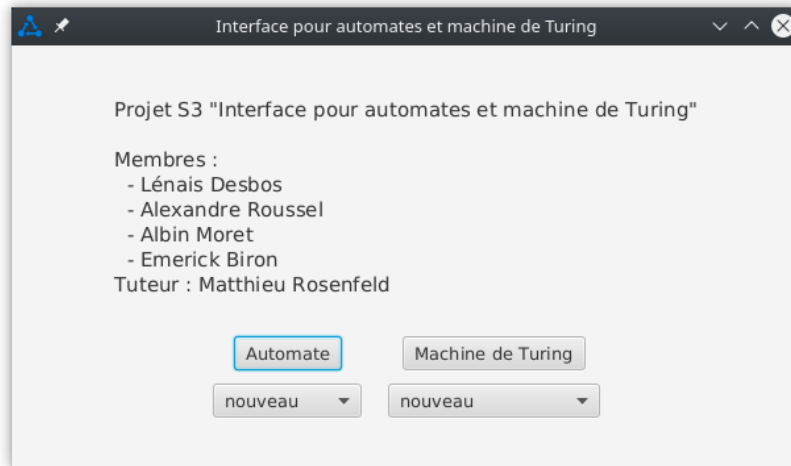 Interface pour automates et machine de Turing
Projet S3 "Interface pour automates et machine de Turing"
Membres :
- Lénais Desbos
- Alexandre Roussel
- Albin Moret
- Emerick Biron
Tuteur : Matthieu Rosenfeld
Automate Machine de Turing
nouveau nouveau